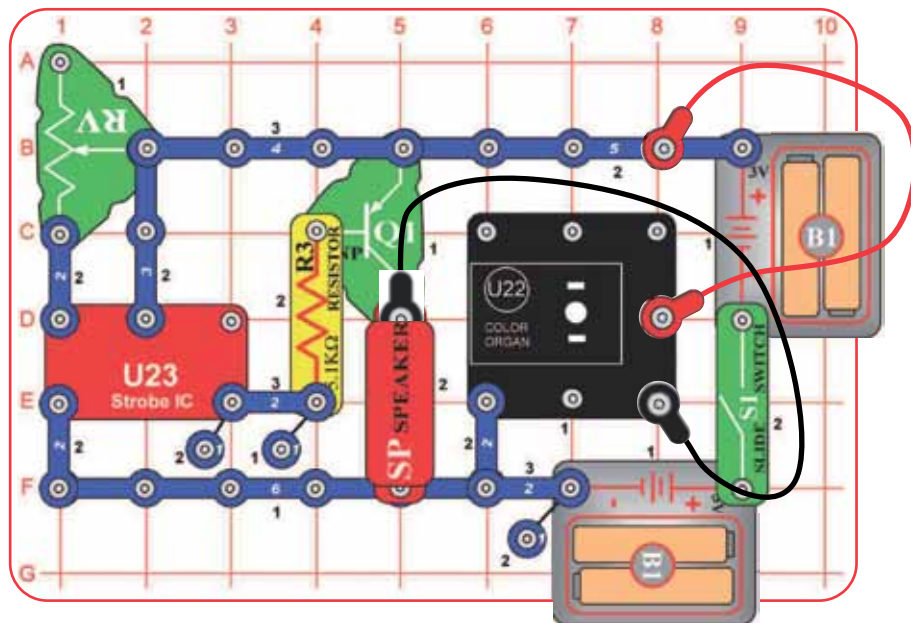 1 2 3 4 5 6 7 8 9 10
A
1
RV
B
3
4
5
2
3V
+
B1
C
2
2
3
2
R3
RESISTOR
5.1KΩ
2
NP
Q1
1
1
U22
COLOR
ORGAN
D
U23
Strobe IC
SP SPEAKER
2
S1
SLIDE SWITCH
2
E
3
2
2
2
2
1
2
1
1
F
6
1
3
2
-
+
2
B1
G